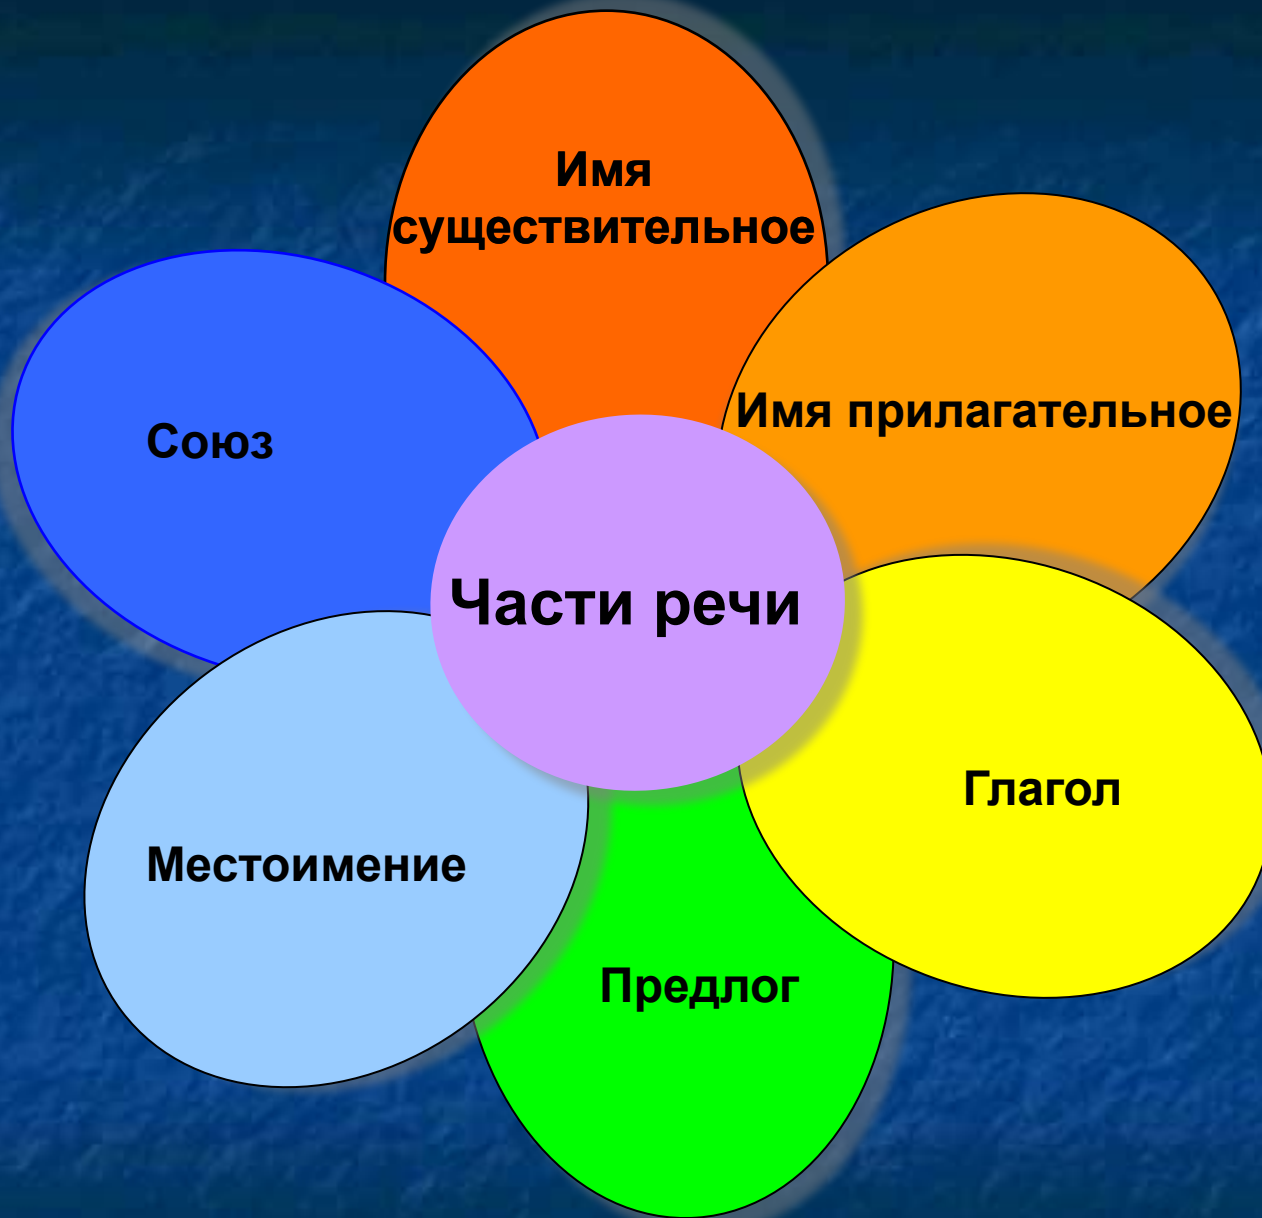 Имя
существительное
Имя прилагательное
Союз
Части речи
Глагол
Местоимение
Предлог